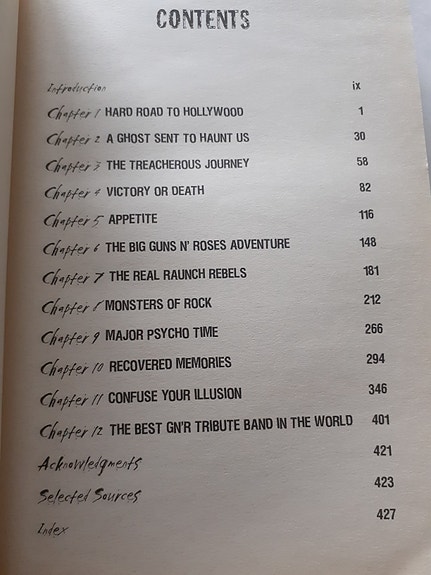 CONTENTS
Introduction ix
Chapter 1 HARD ROAD TO HOLLYWOOD 1
Chapter 2 A GHOST SENT TO HAUNT US 30
Chapter 3 THE TREACHEROUS JOURNEY 58
Chapter 4 VICTORY OR DEATH 82
Chapter 5 APPETITE 116
Chapter 6 THE BIG GUNS N' ROSES ADVENTURE 148
Chapter 7 THE REAL RAUNCH REBELS 181
Chapter 8 MONSTERS OF ROCK 212
Chapter 9 MAJOR PSYCHO TIME 266
Chapter 10 RECOVERED MEMORIES 294
Chapter 11 CONFUSE YOUR ILLUSION 346
Chapter 12 THE BEST GN'R TRIBUTE BAND IN THE WORLD 401
Acknowledgments 421
Selected Sources 423
Index 427